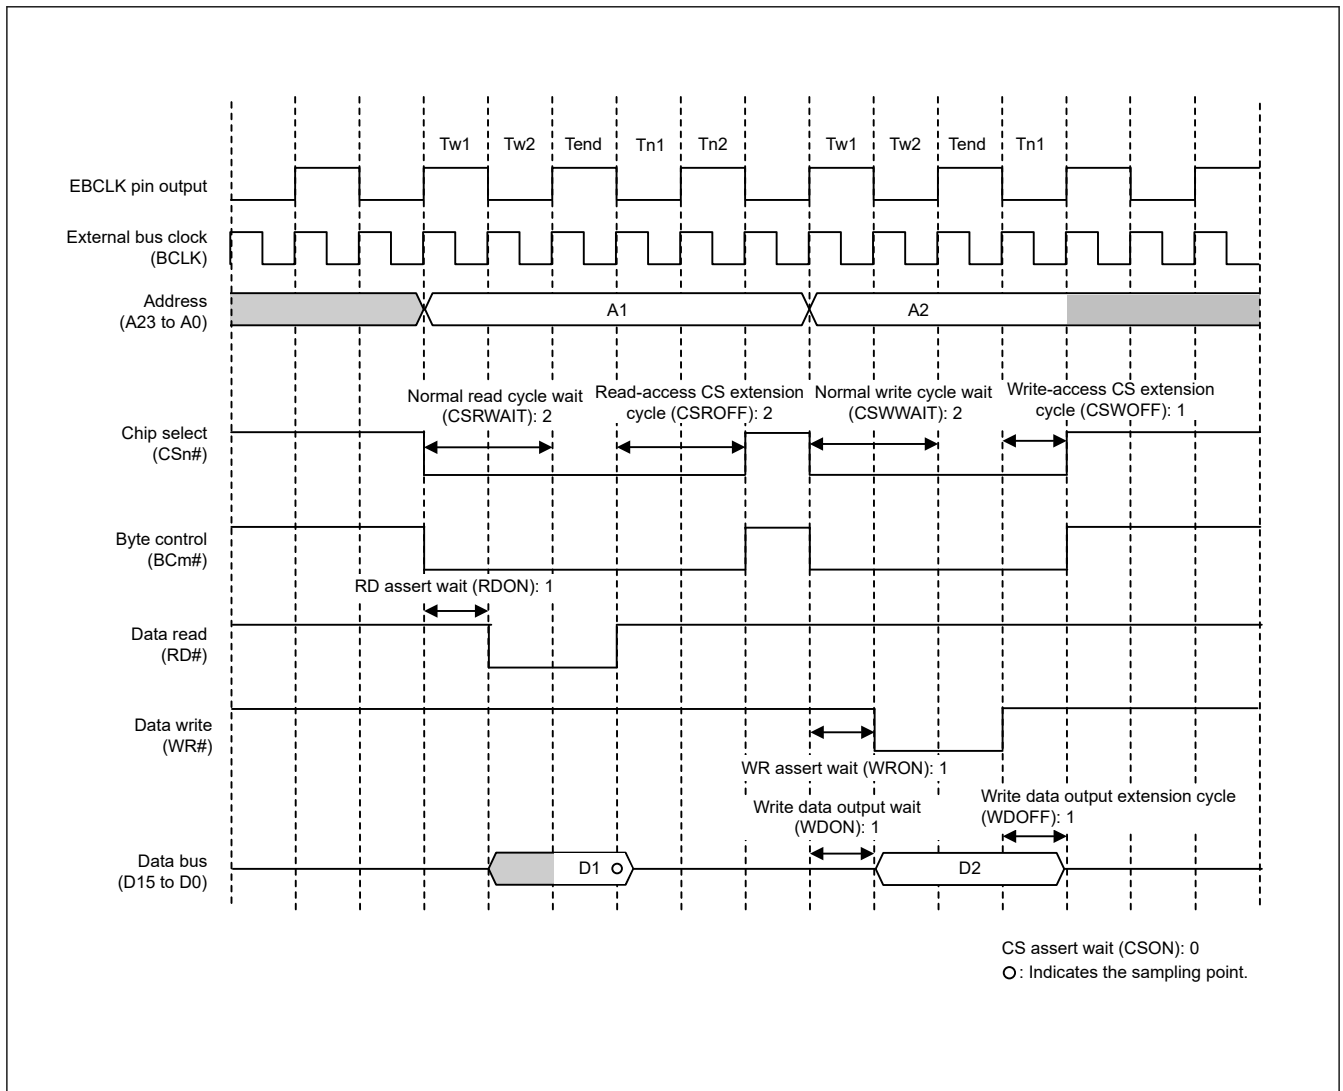 Tw1 Tw2 Tend Tn1 Tn2 Tw1 Tw2 Tend Tn1
EBCLK pin output
External bus clock
(BCLK)
Address
(A23 to A0)
A1
A2
Normal read cycle wait
(CSRWAIT): 2
Read-access CS extension
cycle (CSROFF): 2
Normal write cycle wait
(CSWWAIT): 2
Write-access CS extension
cycle (CSWOFF): 1
Chip select
(CSn#)
Byte control
(BCm#)
RD assert wait (RDON): 1
Data read
(RD#)
Data write
(WR#)
WR assert wait (WRON): 1
Write data output wait
(WDON): 1
Write data output extension cycle
(WDOFF): 1
Data bus
(D15 to D0)
D1
D2
CS assert wait (CSON): 0
: Indicates the sampling point.